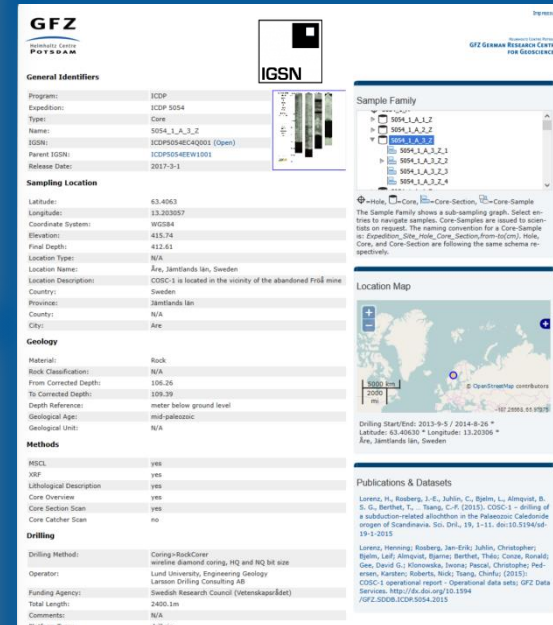 Impressum
GFZ
Helmholtz Centre
POTSDAM
IGSN
HELMHOLTZ CENTRE POTSDAM
GFZ GERMAN RESEARCH CENTRE
FOR GEOSCIENCES
General Identifiers
Program: ICDP
Expedition: ICDP 5054
Type: Core
Name: 5054_1_A_3_Z
IGSN: ICDP5054EC4Q001 (Open)
Parent IGSN: ICDP5054EEW1001
Release Date: 2017-3-1
Sampling Location
Latitude: 63.4063
Longitude: 13.203057
Coordinate System: WGS84
Elevation: 415.74
Final Depth: 412.61
Location Type: N/A
Location Name: Åre, Jämtlands län, Sweden
Location Description: COSC-1 is located in the vicinity of the abandoned Fröå mine
Country: Sweden
Province: Jämtlands län
County: N/A
City: Are
Geology
Material: Rock
Rock Classification: N/A
From Corrected Depth: 106.26
To Corrected Depth: 109.39
Depth Reference: meter below ground level
Geological Age: mid-paleozoic
Geological Unit: N/A
Methods
MSCL yes
XRF yes
Lithological Description yes
Core Overview yes
Core Section Scan yes
Core Catcher Scan no
Drilling
Drilling Method: Coring>RockCorer
wireline diamond coring, HQ and NQ bit size
Operator: Lund University, Engineering Geology
Larsson Drilling Consulting AB
Funding Agency: Swedish Research Council (Vetenskapsrådet)
Total Length: 2400.1m
Comments: N/A
Sample Family
5054_1_A_1_Z
5054_1_A_2_Z
5054_1_A_3_Z
5054_1_A_3_Z_1
5054_1_A_3_Z_2
5054_1_A_3_Z_3
5054_1_A_3_Z_4
=Hole, =Core, =Core-Section, =Core-Sample
The Sample Family shows a sub-sampling graph. Select en-
tries to navigate samples. Core-Samples are issued to scien-
tists on request. The naming convention for a Core-Sample
is: Expedition_Site_Hole_Core_Section,from-to(cm). Hole,
Core, and Core-Section are following the same schema re-
spectively.
Location Map
+
−
+
5000 km
2000
mi
© OpenStreetMap contributors
Drilling Start/End: 2013-9-5 / 2014-8-26 *
Latitude: 63.40630 * Longitude: 13.20306 *
Åre, Jämtlands län, Sweden
Publications & Datasets
Lorenz, H., Rosberg, J.-E., Juhlin, C., Bjelm, L., Almqvist, B.
S. G., Berthet, T., .. Tsang, C.-F. (2015). COSC-1 – drilling of
a subduction-related allochthon in the Palaeozoic Caledonide
orogen of Scandinavia. Sci. Dril., 19, 1–11. doi:10.5194/sd-
19-1-2015
Lorenz, Henning; Rosberg, Jan-Erik; Juhlin, Christopher;
Bjelm, Leif; Almqvist, Bjarne; Berthet, Théo; Conze, Ronald;
Gee, David G.; Klonowska, Iwona; Pascal, Christophe; Ped-
ersen, Karsten; Roberts, Nick; Tsang, Chinfu; (2015):
COSC-1 operational report - Operational data sets; GFZ Data
Services. http://dx.doi.org/10.1594
/GFZ.SDDB.ICDP.5054.2015